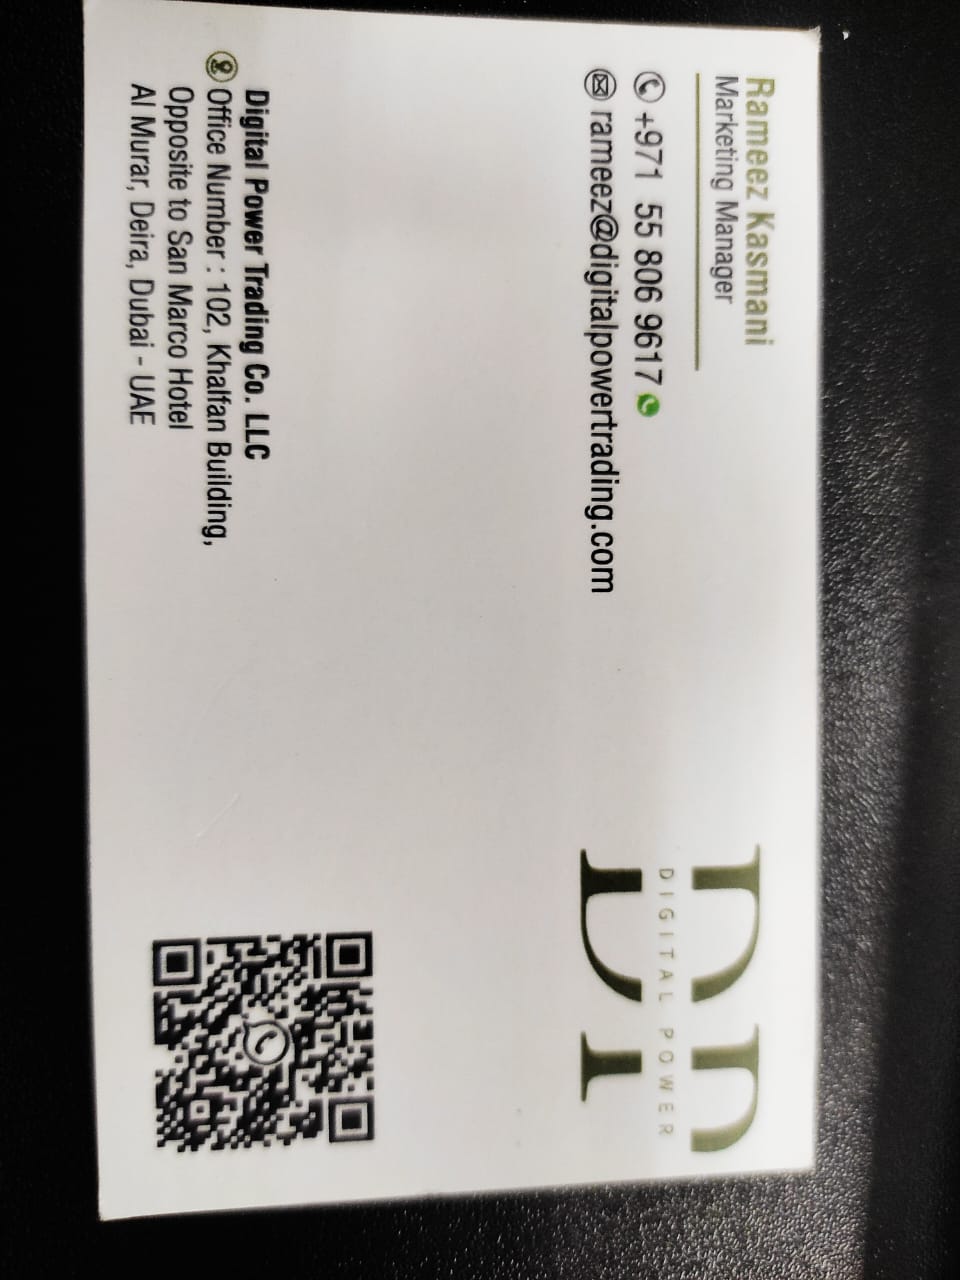 Rameez Kasmani
Marketing Manager
+971 55 806 9617
rameez@digitalpowertrading.com
DP
DIGITAL POWER
Digital Power Trading Co. LLC
Office Number : 102, Khalfan Building,
Opposite to San Marco Hotel
Al Murar, Deira, Dubai - UAE